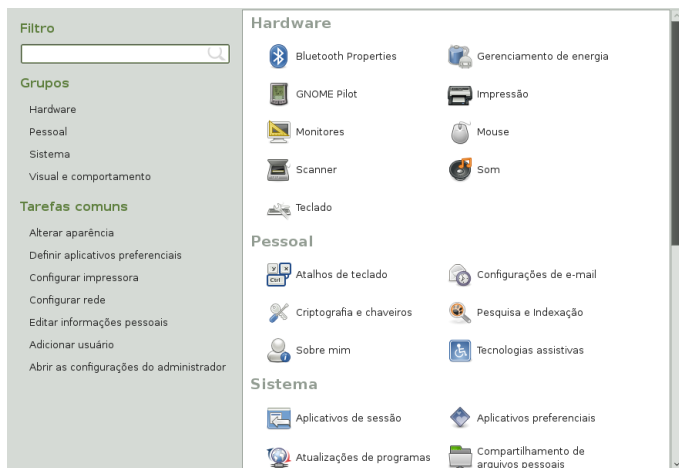 Filtro
Grupos
Hardware
Pessoal
Sistema
Visual e comportamento
Tarefas comuns
Alterar aparência
Definir aplicativos preferenciais
Configurar impressora
Configurar rede
Editar informações pessoais
Adicionar usuário
Abrir as configurações do administrador
Hardware
Bluetooth Properties
Gerenciamento de energia
GNOME Pilot
Impressão
Monitores
Mouse
Scanner
Som
Teclado
Pessoal
Y X
Ctrl
Atalhos de teclado
Configurações de e-mail
Criptografia e chaveiros
Pesquisa e Indexação
Sobre mim
Tecnologias assistivas
Sistema
Aplicativos de sessão
Aplicativos preferenciais
Atualizações de programas
Compartilhamento de
arquivos pessoais